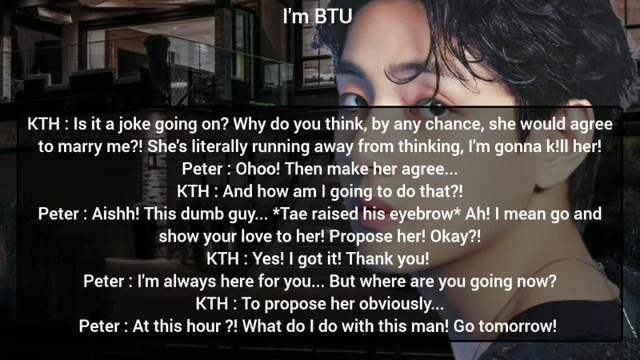 I'm BTU
KTH : Is it a joke going on? Why do you think, by any chance, she would agree
to marry me?! She's literally running away from thinking, I'm gonna k!ll her!
Peter : Ohoo! Then make her agree...
KTH : And how am I going to do that?!
Peter : Aishh! This dumb guy... *Tae raised his eyebrow* Ah! I mean go and
show your love to her! Propose her! Okay?!
KTH : Yes! I got it! Thank you!
Peter : I'm always here for you... But where are you going now?
KTH : To propose her obviously...
Peter : At this hour ?! What do I do with this man! Go tomorrow!